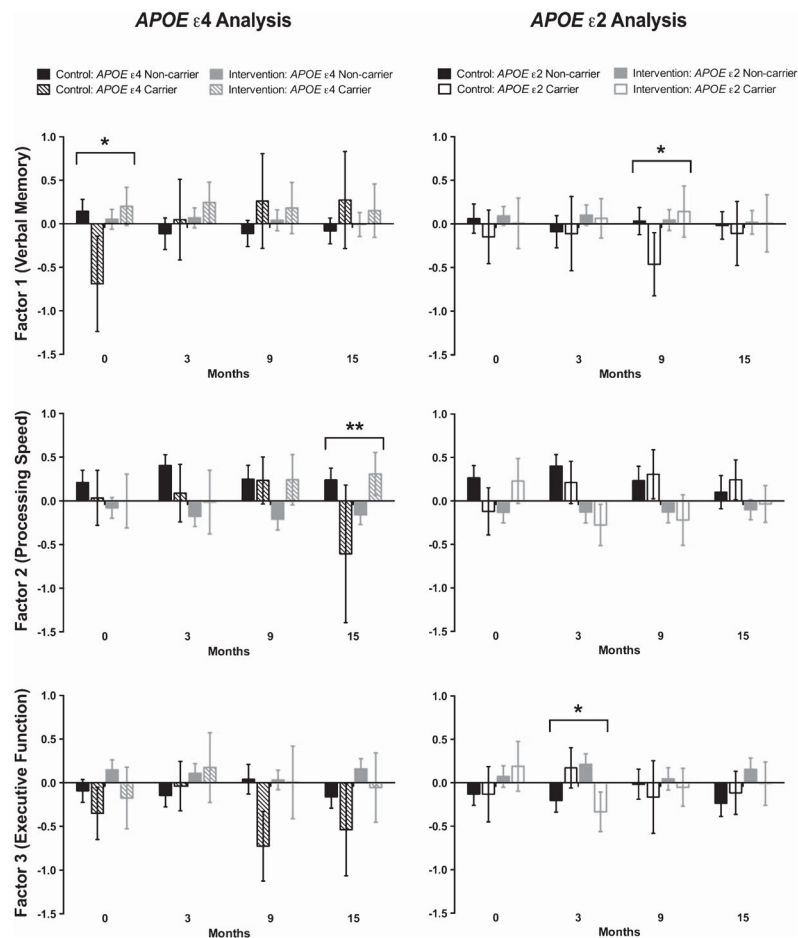 APOE ε4 Analysis
APOE ε2 Analysis
Control: APOE ε4 Non-carrier
Intervention: APOE ε4 Non-carrier
Control: APOE ε4 Carrier
Intervention: APOE ε4 Carrier
Control: APOE ε2 Non-carrier
Intervention: APOE ε2 Non-carrier
Control: APOE ε2 Carrier
Intervention: APOE ε2 Carrier
Factor 1 (Verbal Memory)
1.0
0.5
0.0
-0.5
-1.0
-1.5
*
0 3 9 15
Months
1.0
0.5
0.0
-0.5
-1.0
-1.5
*
0 3 9 15
Months
Factor 2 (Processing Speed)
1.0
0.5
0.0
-0.5
-1.0
-1.5
**
0 3 9 15
Months
1.0
0.5
0.0
-0.5
-1.0
-1.5
0 3 9 15
Months
Factor 3 (Executive Function)
1.0
0.5
0.0
-0.5
-1.0
-1.5
0 3 9 15
Months
1.0
0.5
0.0
-0.5
-1.0
-1.5
*
0 3 9 15
Months